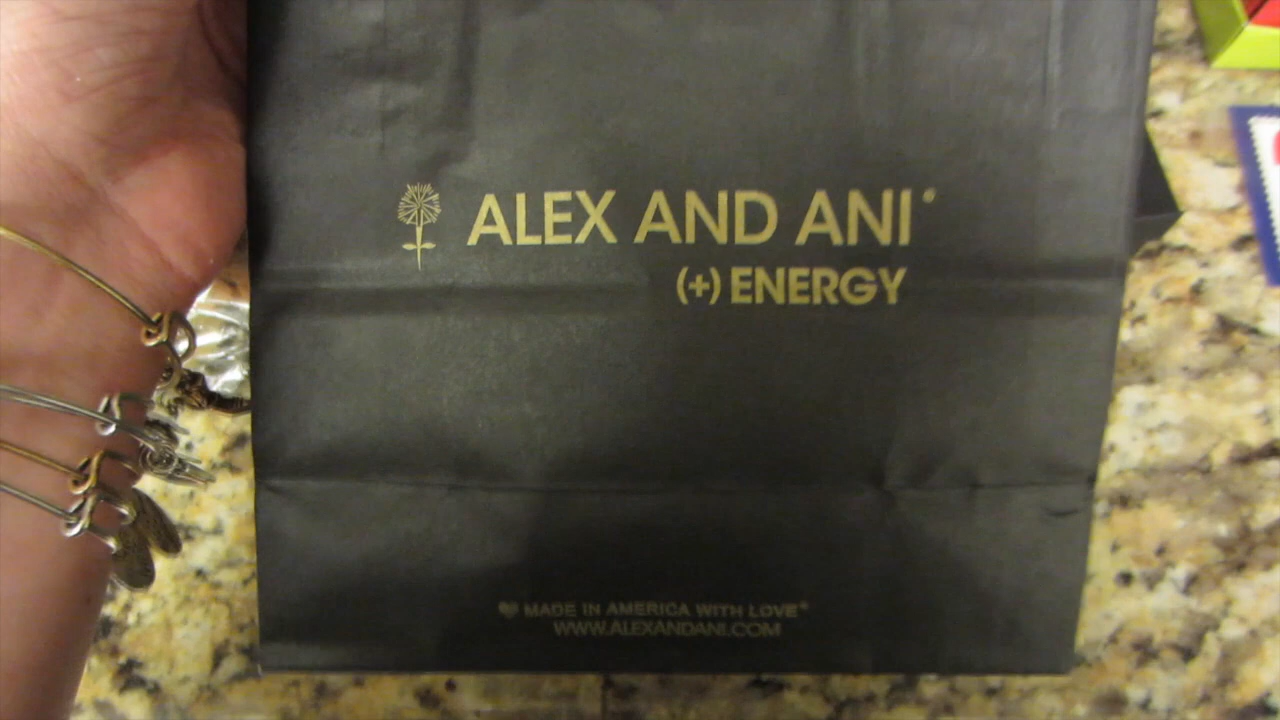 ALEX AND ANI®
(+) ENERGY
MADE IN AMERICA WITH LOVE®
WWW.ALEXANDANI.COM